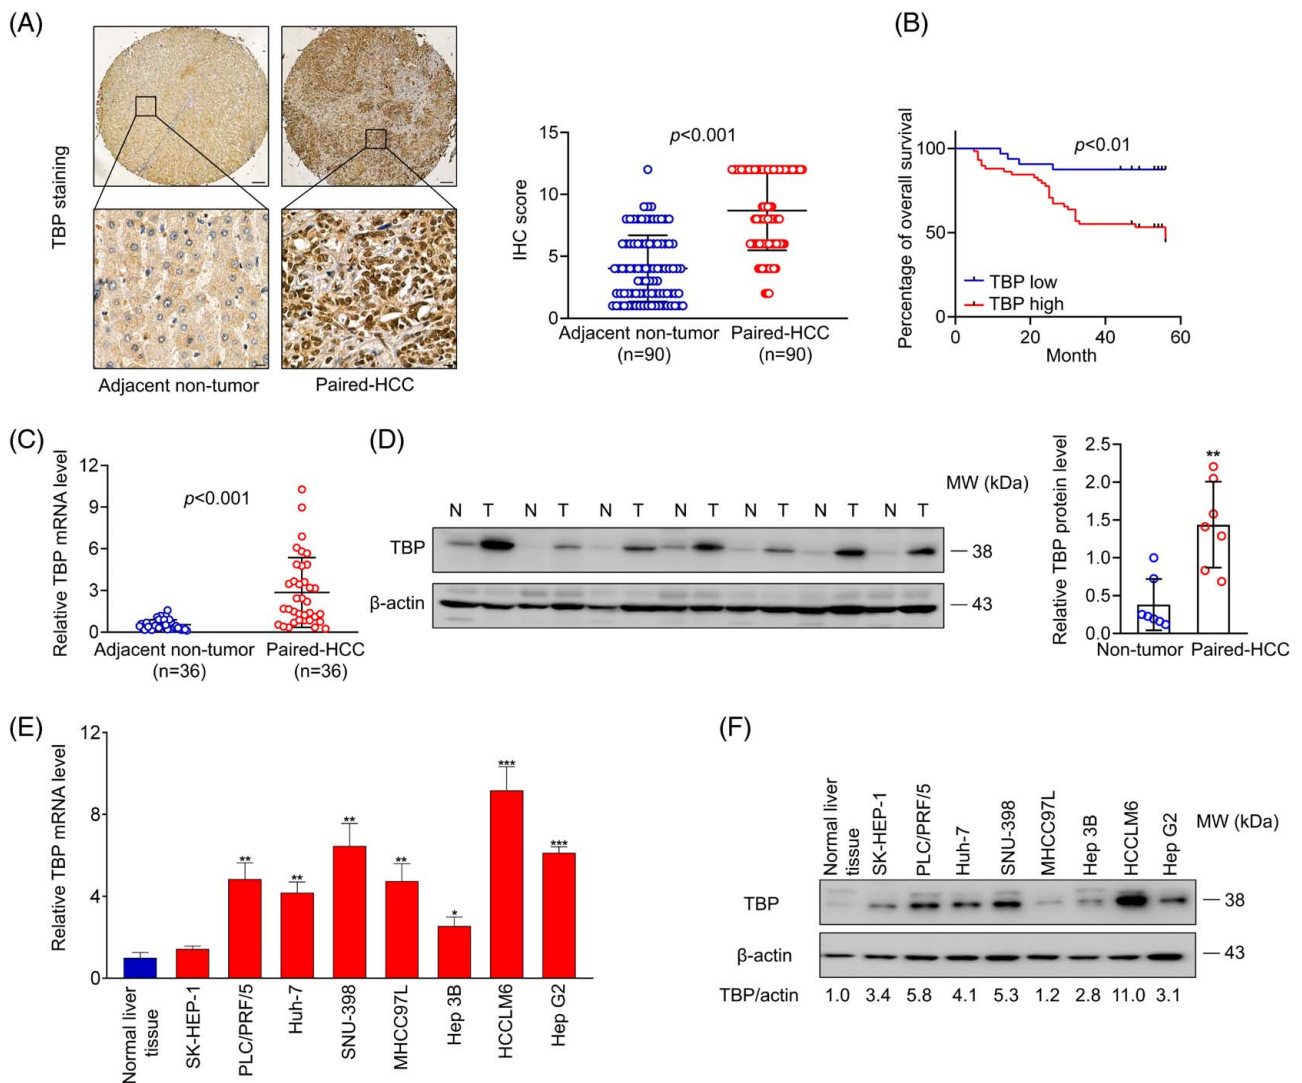 (A)
TBP staining
Adjacent non-tumor
Paired-HCC
IHC score
15
10
5
0
p<0.001
Adjacent non-tumor
(n=90)
Paired-HCC
(n=90)
(B)
Percentage of overall survival
100
50
0
p<0.01
TBP low
TBP high
0 20 40 60
Month
(C)
Relative TBP mRNA level
12
9
6
3
0
p<0.001
Adjacent non-tumor
(n=36)
Paired-HCC
(n=36)
(D)
MW (kDa)
N T N T N T N T N T N T N T
TBP
38
β-actin
43
Relative TBP protein level
2.5
2.0
1.5
1.0
0.5
0.0
**
Non-tumor Paired-HCC
(E)
Relative TBP mRNA level
12
8
4
0
**
**
**
**
*
***
***
Normal liver
tissue
SK-HEP-1
PLC/PRF/5
Huh-7
SNU-398
MHCC97L
Hep 3B
HCCLM6
Hep G2
(F)
Normal liver
tissue
SK-HEP-1
PLC/PRF/5
Huh-7
SNU-398
MHCC97L
Hep 3B
HCCLM6
Hep G2
MW (kDa)
TBP
38
β-actin
43
TBP/actin 1.0 3.4 5.8 4.1 5.3 1.2 2.8 11.0 3.1